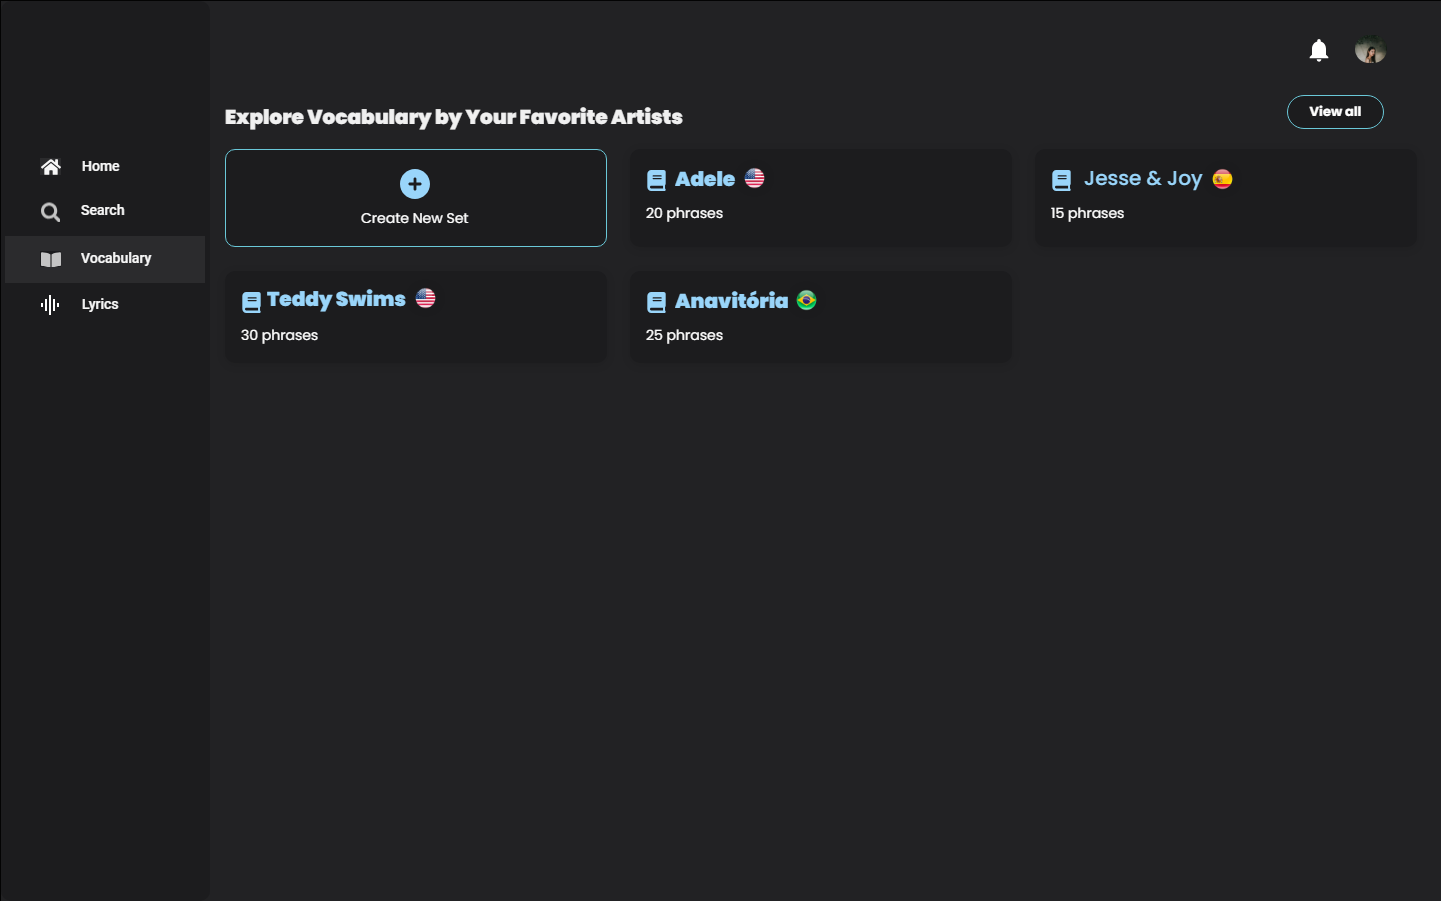 Home
Search
Vocabulary
Lyrics
Explore Vocabulary by Your Favorite Artists
View all
Create New Set
Adele
20 phrases
Jesse & Joy
15 phrases
Teddy Swims
30 phrases
Anavitória
25 phrases